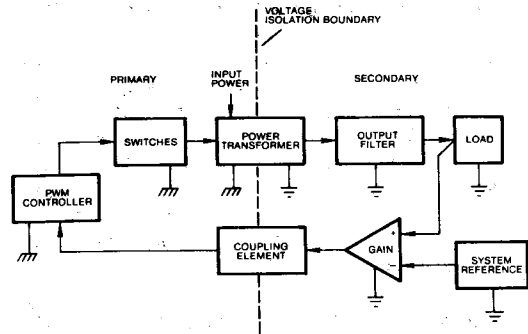 VOLTAGE
ISOLATION BOUNDARY
PRIMARY
INPUT
POWER
SECONDARY
SWITCHES
POWER
TRANSFORMER
OUTPUT
FILTER
LOAD
PWM
CONTROLLER
COUPLING
ELEMENT
+
GAIN
−
SYSTEM
REFERENCE